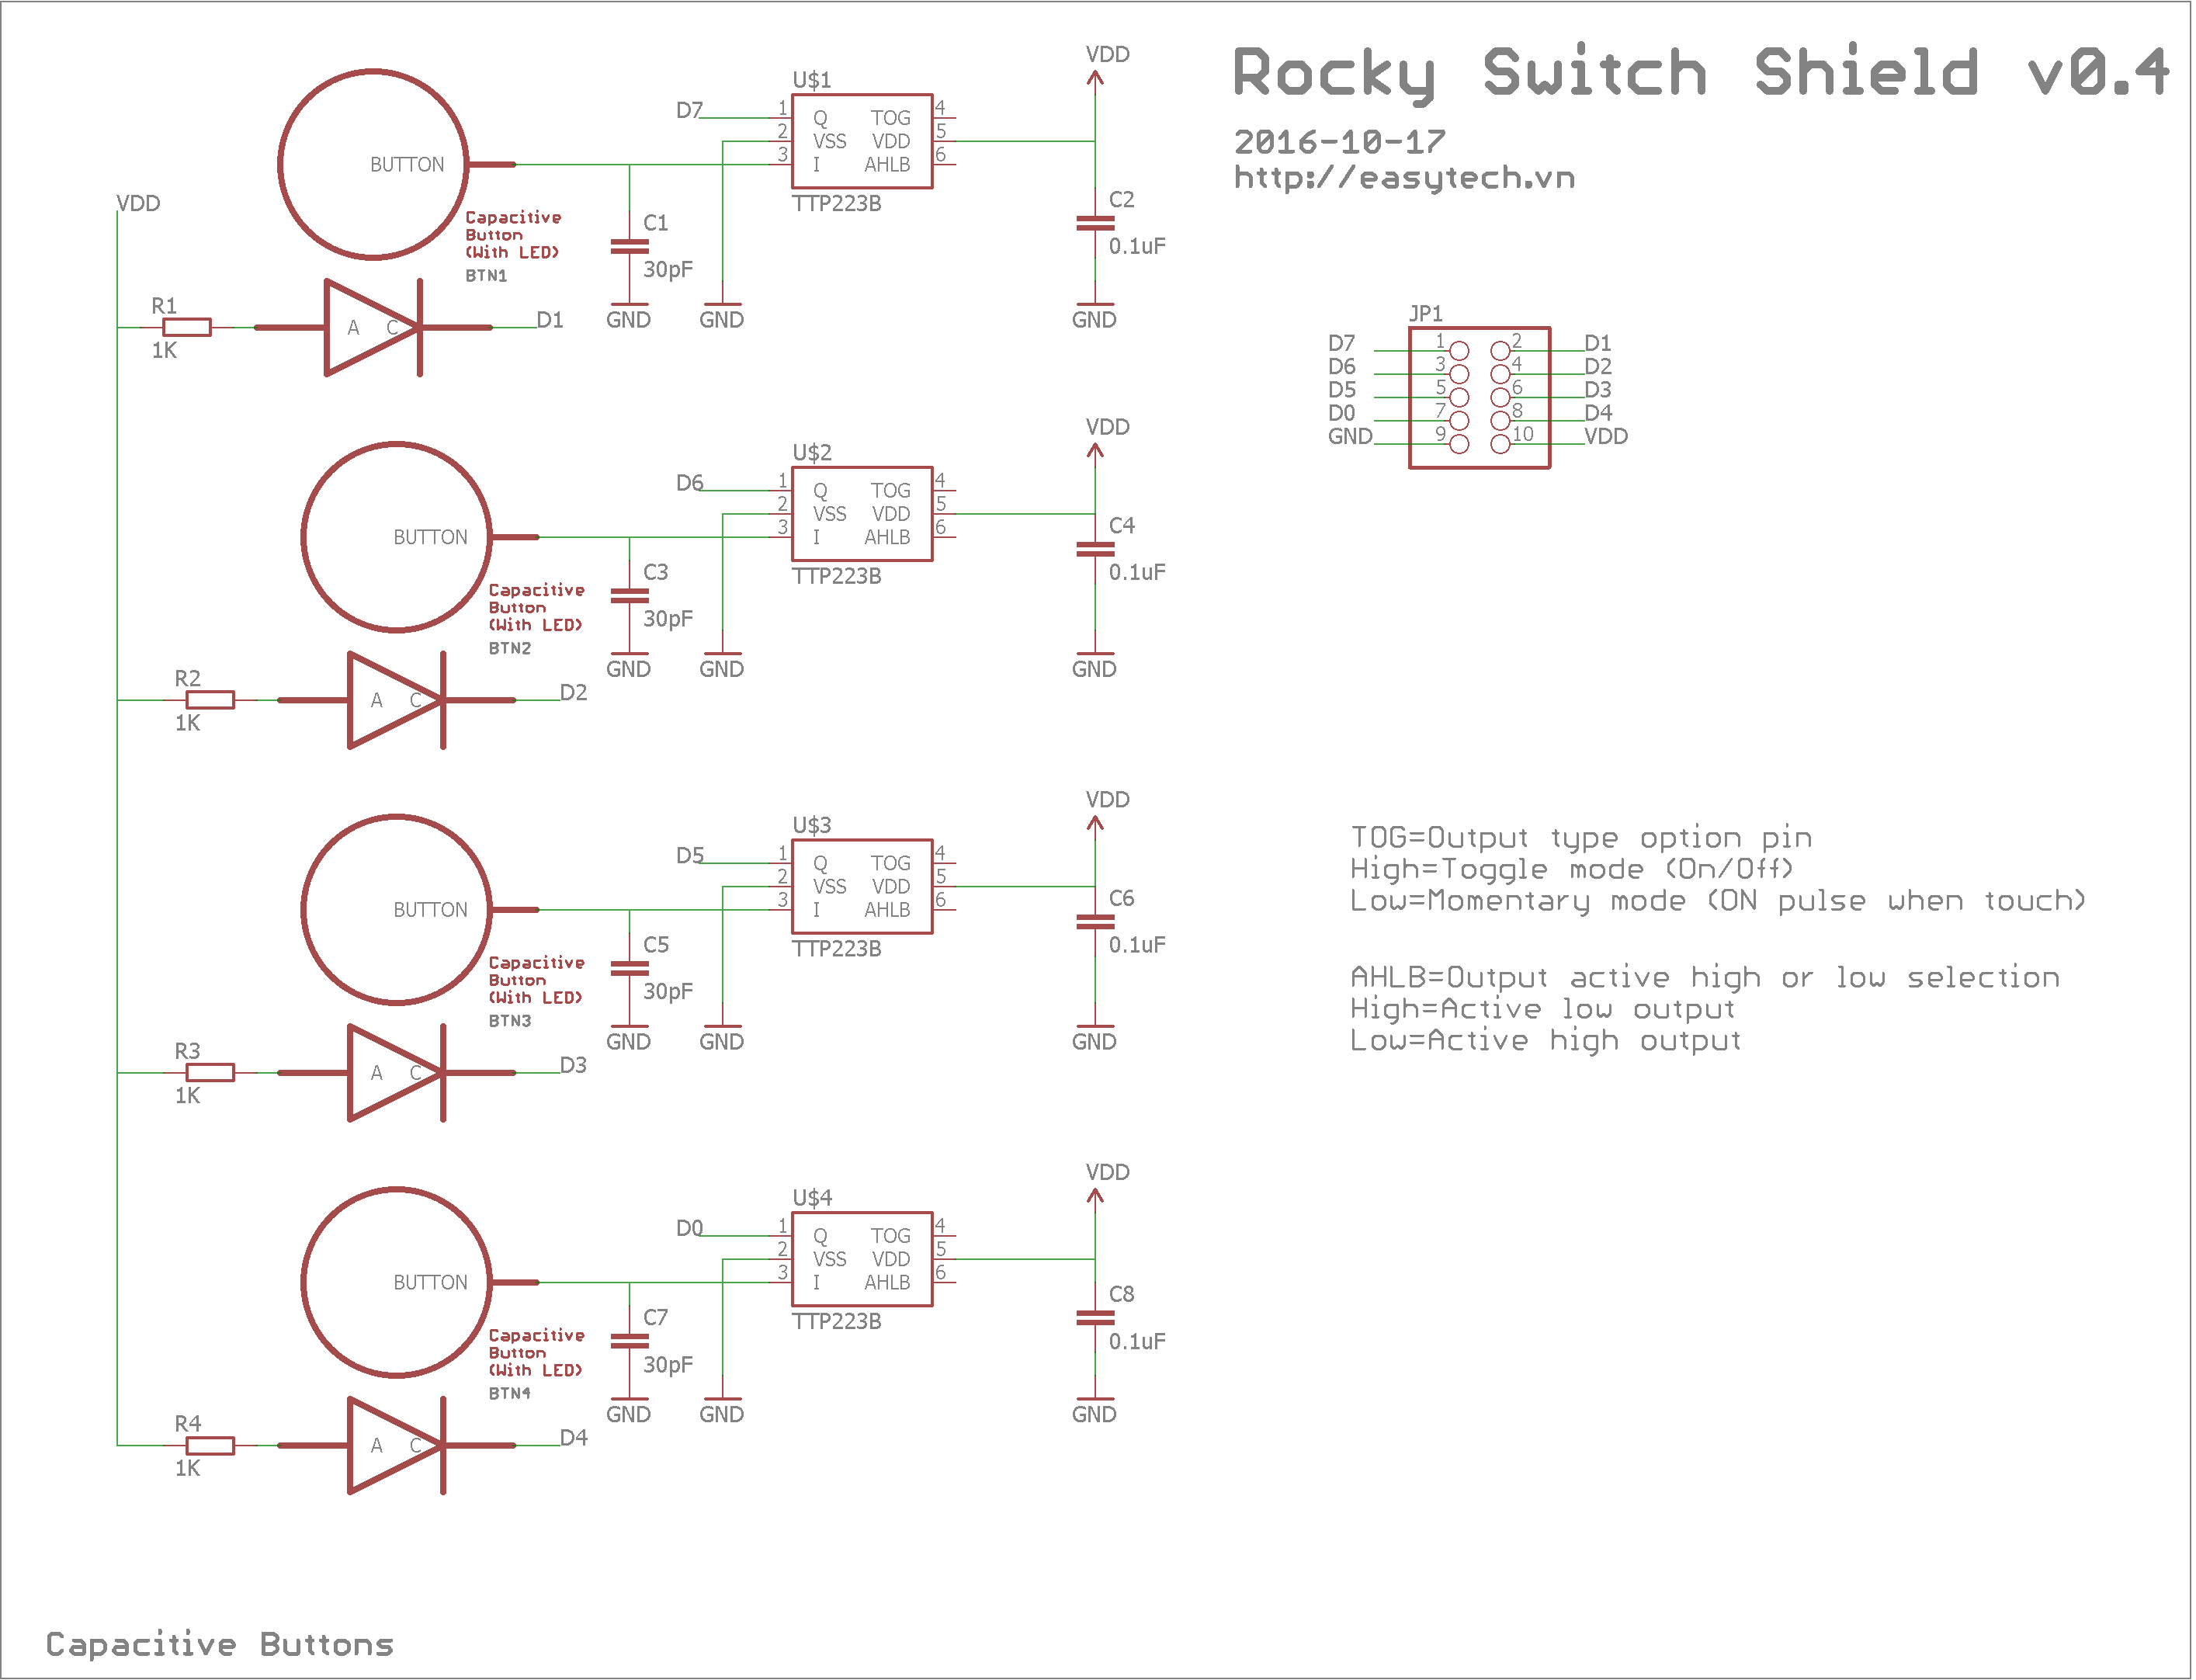 Rocky Switch Shield v0.4
2016-10-17
http://easytech.vn
VDD
BUTTON
Capacitive
Button
(With LED)
BTN1
R1
1K
A C
D1
C1
30pF
GND
GND
D7
U$1
1 Q TOG 4
2 VSS VDD 5
3 I AHLB 6
TTP223B
VDD
C2
0.1uF
GND
JP1
D7 1 2 D1
D6 3 4 D2
D5 5 6 D3
D0 7 8 D4
GND 9 10 VDD
BUTTON
Capacitive
Button
(With LED)
BTN2
R2
1K
A C
D2
C3
30pF
GND
GND
D6
U$2
1 Q TOG 4
2 VSS VDD 5
3 I AHLB 6
TTP223B
VDD
C4
0.1uF
GND
BUTTON
Capacitive
Button
(With LED)
BTN3
R3
1K
A C
D3
C5
30pF
GND
GND
D5
U$3
1 Q TOG 4
2 VSS VDD 5
3 I AHLB 6
TTP223B
VDD
C6
0.1uF
GND
TOG=Output type option pin
High=Toggle mode (On/Off)
Low=Momentary mode (ON pulse when touch)
AHLB=Output active high or low selection
High=Active low output
Low=Active high output
BUTTON
Capacitive
Button
(With LED)
BTN4
R4
1K
A C
D4
C7
30pF
GND
GND
D0
U$4
1 Q TOG 4
2 VSS VDD 5
3 I AHLB 6
TTP223B
VDD
C8
0.1uF
GND
Capacitive Buttons